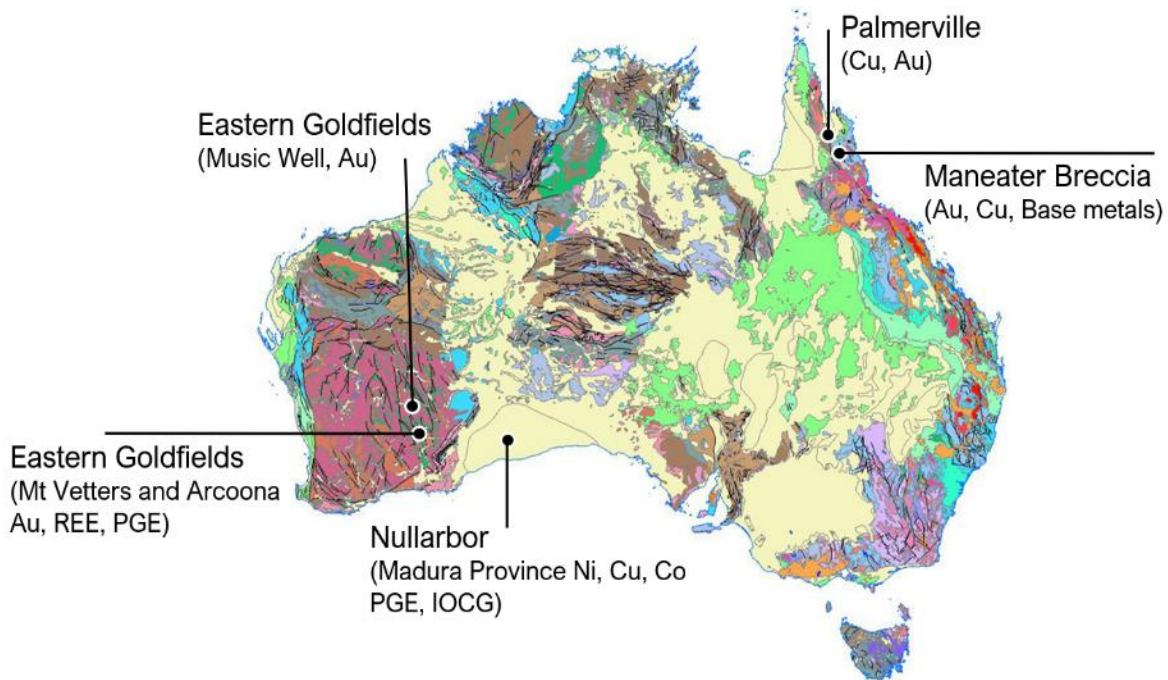 Palmerville
(Cu, Au)
Eastern Goldfields
(Music Well, Au)
Maneater Breccia
(Au, Cu, Base metals)
Eastern Goldfields
(Mt Vetters and Arcoona
Au, REE, PGE)
Nullarbor
(Madura Province Ni, Cu, Co
PGE, IOCG)